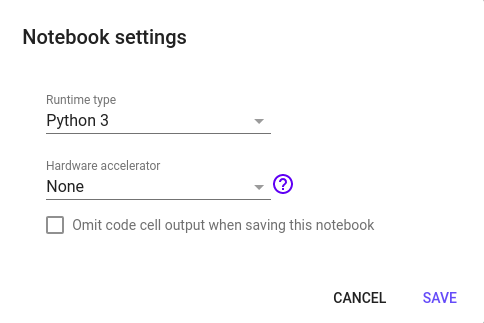 Notebook settings
Runtime type
Python 3
Hardware accelerator
None
?
Omit code cell output when saving this notebook
CANCEL SAVE